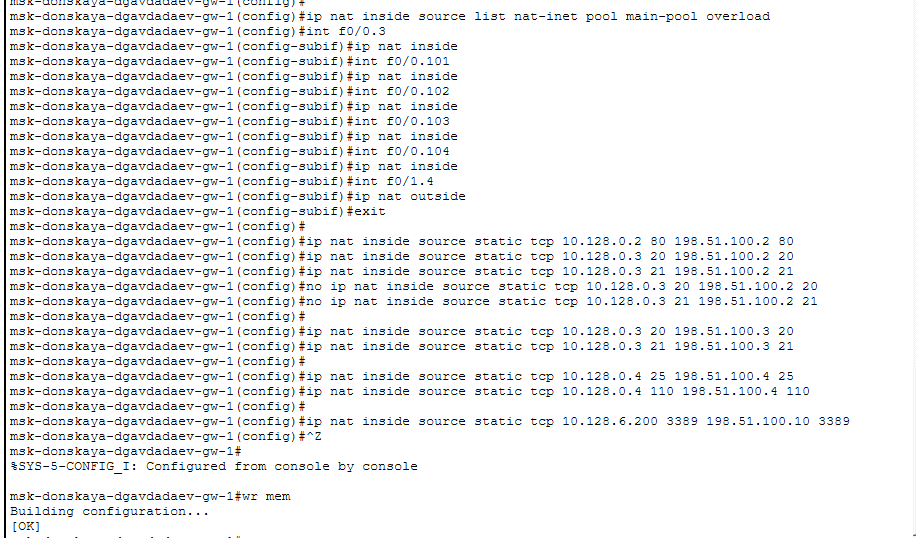 msk-donskaya-dgavdadaev-gw-1(config)#
msk-donskaya-dgavdadaev-gw-1(config)#ip nat inside source list nat-inet pool main-pool overload
msk-donskaya-dgavdadaev-gw-1(config)#int f0/0.3
msk-donskaya-dgavdadaev-gw-1(config-subif)#ip nat inside
msk-donskaya-dgavdadaev-gw-1(config-subif)#int f0/0.101
msk-donskaya-dgavdadaev-gw-1(config-subif)#ip nat inside
msk-donskaya-dgavdadaev-gw-1(config-subif)#int f0/0.102
msk-donskaya-dgavdadaev-gw-1(config-subif)#ip nat inside
msk-donskaya-dgavdadaev-gw-1(config-subif)#int f0/0.103
msk-donskaya-dgavdadaev-gw-1(config-subif)#ip nat inside
msk-donskaya-dgavdadaev-gw-1(config-subif)#int f0/0.104
msk-donskaya-dgavdadaev-gw-1(config-subif)#ip nat inside
msk-donskaya-dgavdadaev-gw-1(config-subif)#int f0/1.4
msk-donskaya-dgavdadaev-gw-1(config-subif)#ip nat outside
msk-donskaya-dgavdadaev-gw-1(config-subif)#exit
msk-donskaya-dgavdadaev-gw-1(config)#
msk-donskaya-dgavdadaev-gw-1(config)#ip nat inside source static tcp 10.128.0.2 80 198.51.100.2 80
msk-donskaya-dgavdadaev-gw-1(config)#ip nat inside source static tcp 10.128.0.3 20 198.51.100.2 20
msk-donskaya-dgavdadaev-gw-1(config)#ip nat inside source static tcp 10.128.0.3 21 198.51.100.2 21
msk-donskaya-dgavdadaev-gw-1(config)#no ip nat inside source static tcp 10.128.0.3 20 198.51.100.2 20
msk-donskaya-dgavdadaev-gw-1(config)#no ip nat inside source static tcp 10.128.0.3 21 198.51.100.2 21
msk-donskaya-dgavdadaev-gw-1(config)#
msk-donskaya-dgavdadaev-gw-1(config)#ip nat inside source static tcp 10.128.0.3 20 198.51.100.3 20
msk-donskaya-dgavdadaev-gw-1(config)#ip nat inside source static tcp 10.128.0.3 21 198.51.100.3 21
msk-donskaya-dgavdadaev-gw-1(config)#
msk-donskaya-dgavdadaev-gw-1(config)#ip nat inside source static tcp 10.128.0.4 25 198.51.100.4 25
msk-donskaya-dgavdadaev-gw-1(config)#ip nat inside source static tcp 10.128.0.4 110 198.51.100.4 110
msk-donskaya-dgavdadaev-gw-1(config)#
msk-donskaya-dgavdadaev-gw-1(config)#ip nat inside source static tcp 10.128.6.200 3389 198.51.100.10 3389
msk-donskaya-dgavdadaev-gw-1(config)#^Z
msk-donskaya-dgavdadaev-gw-1#
%SYS-5-CONFIG_I: Configured from console by console
msk-donskaya-dgavdadaev-gw-1#wr mem
Building configuration...
[OK]
msk-donskaya-dgavdadaev-gw-1#